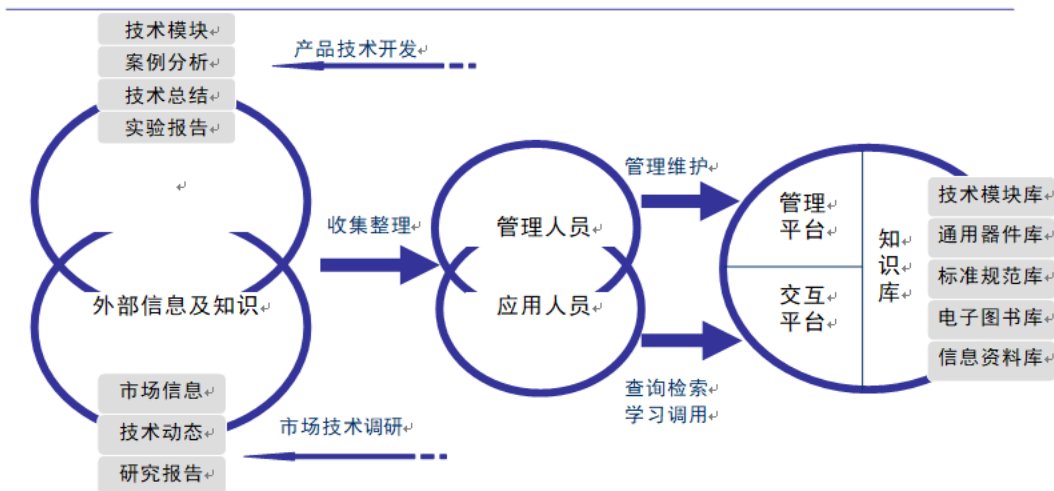 技术模块
案例分析
技术总结
实验报告
产品技术开发
外部信息及知识
市场信息
技术动态
研究报告
市场技术调研
收集整理
管理人员
应用人员
管理维护
查询检索
学习调用
管理
平台
交互
平台
知
识
库
技术模块库
通用器件库
标准规范库
电子图书库
信息资料库